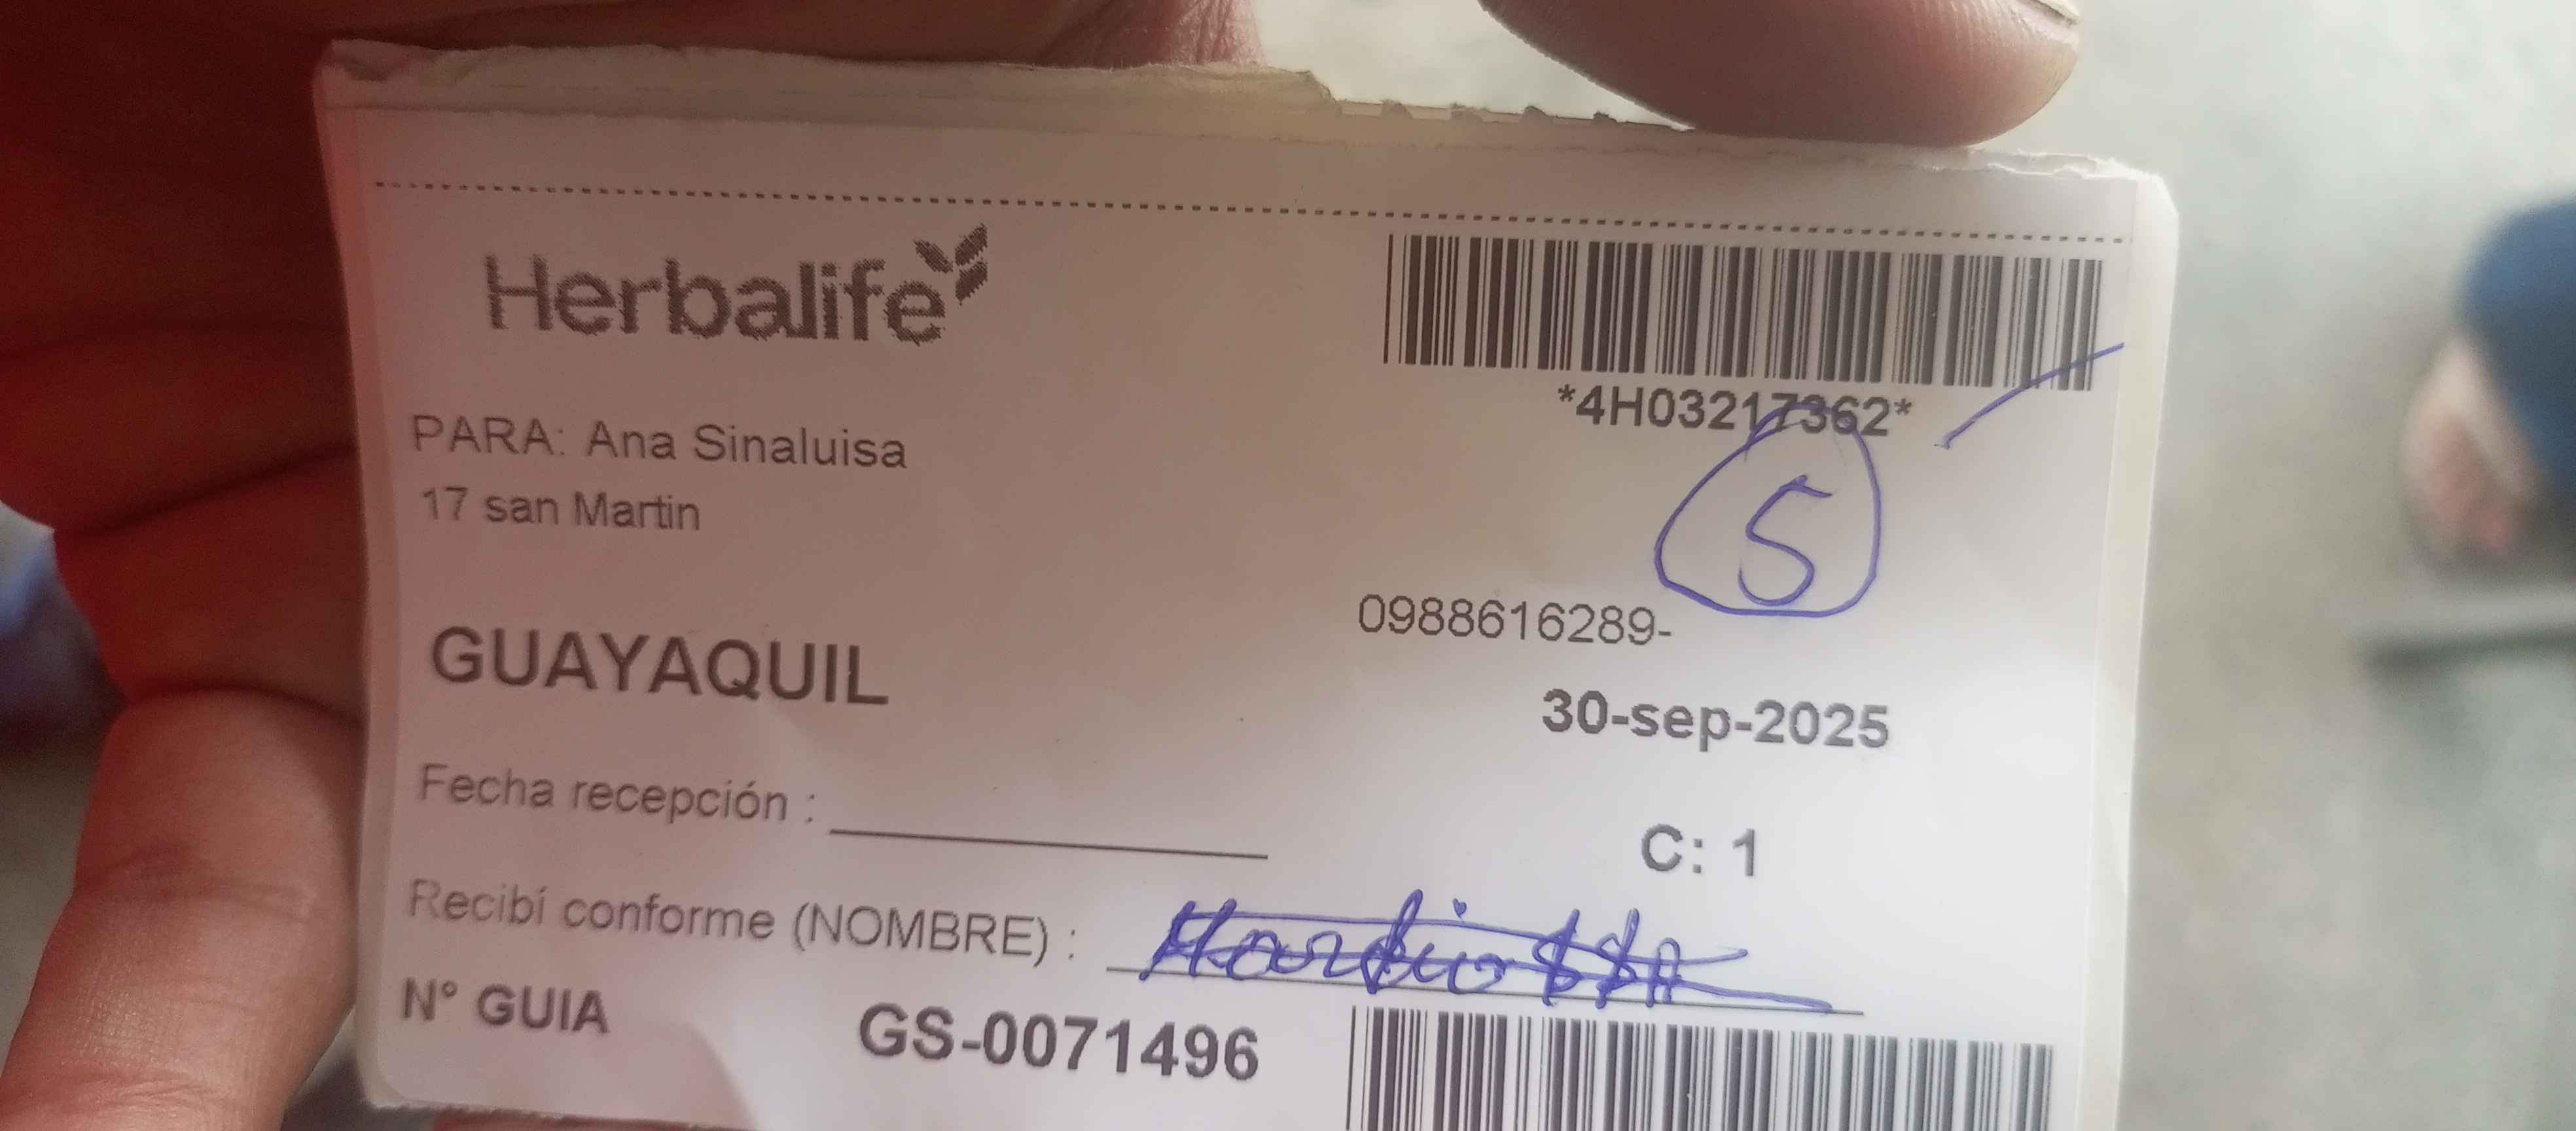 Herbalife
*4H03217362*
PARA: Ana Sinaluisa
17 san Martin
5
0988616289-
GUAYAQUIL
30-sep-2025
Fecha recepción :
C: 1
Recibí conforme (NOMBRE) :
N° GUIA GS-0071496